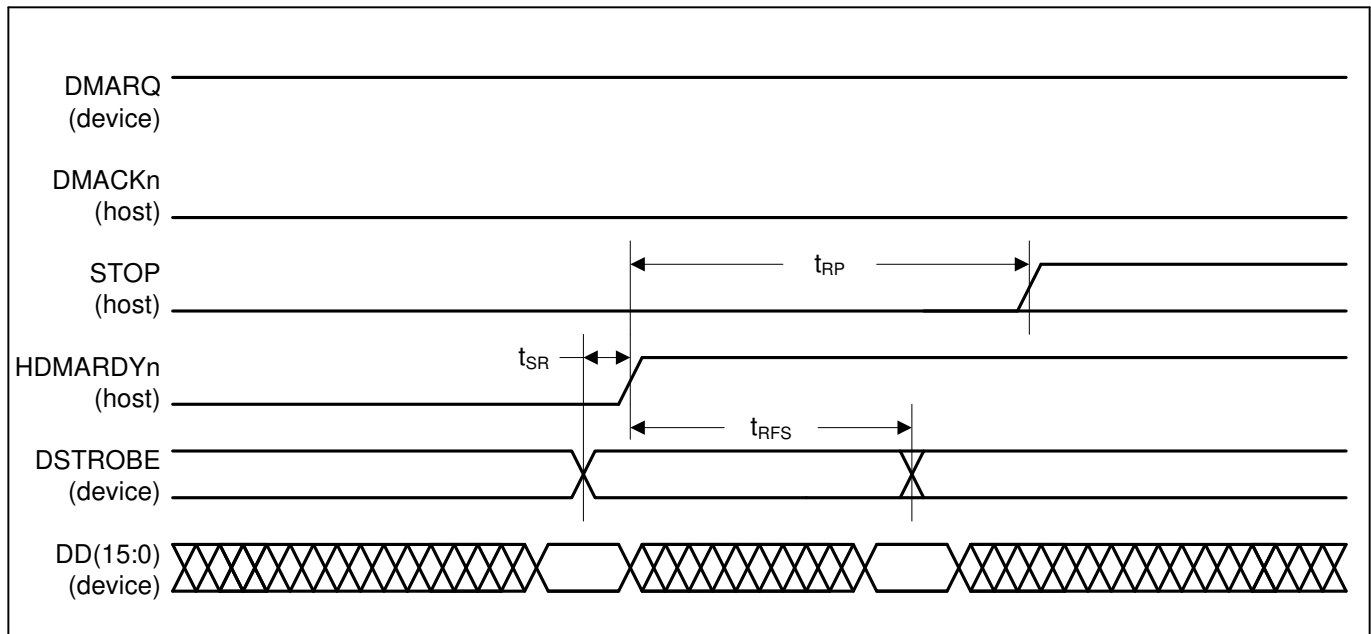 DMARQ
(device)
DMACKn
(host)
STOP
(host)
tRP
HDMARDYn
(host)
tSR
tRFS
DSTROBE
(device)
DD(15:0)
(device)